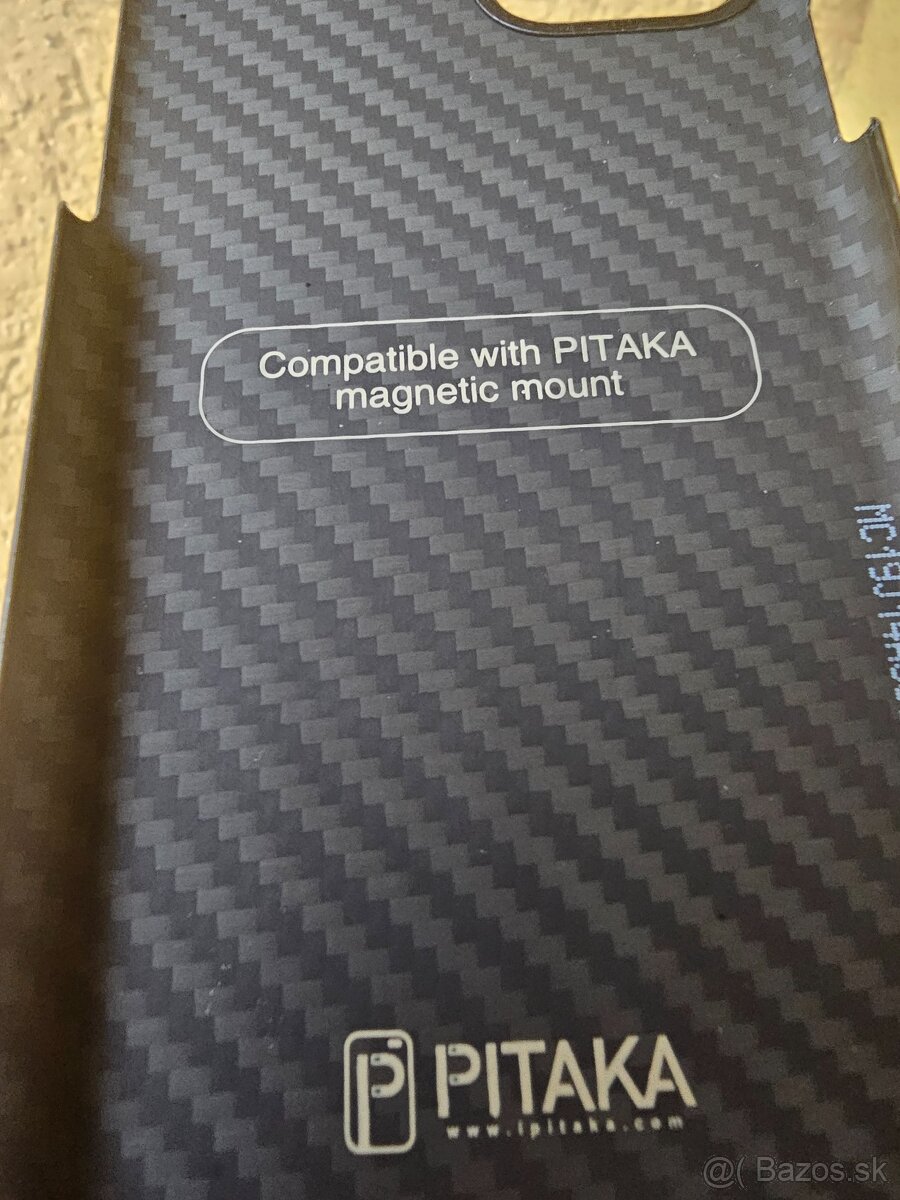 Compatible with PITAKA
magnetic mount
PITAKA
www.ipitaka.com
@( Bazos.sk